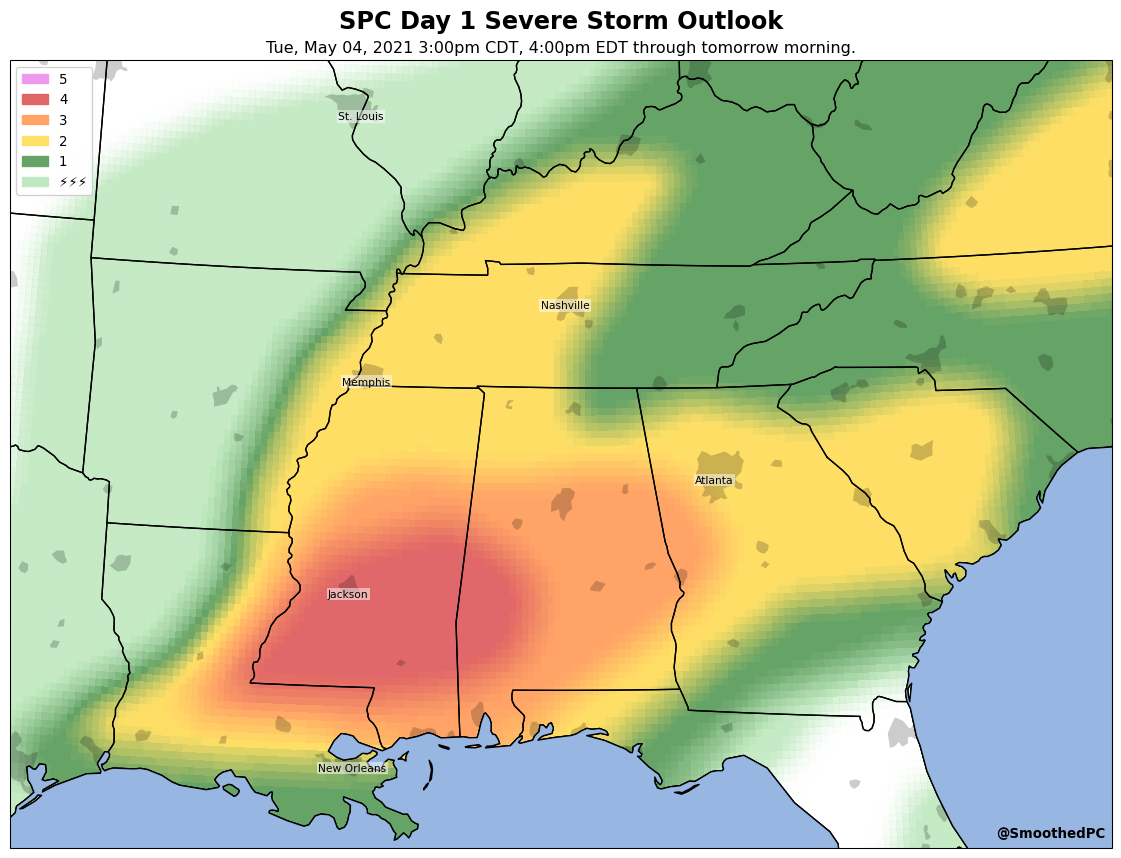 SPC Day 1 Severe Storm Outlook
Tue, May 04, 2021 3:00pm CDT, 4:00pm EDT through tomorrow morning.
5
4
3
2
1
⚡⚡⚡
St. Louis
Nashville
Memphis
Atlanta
Jackson
New Orleans
@SmoothedPC